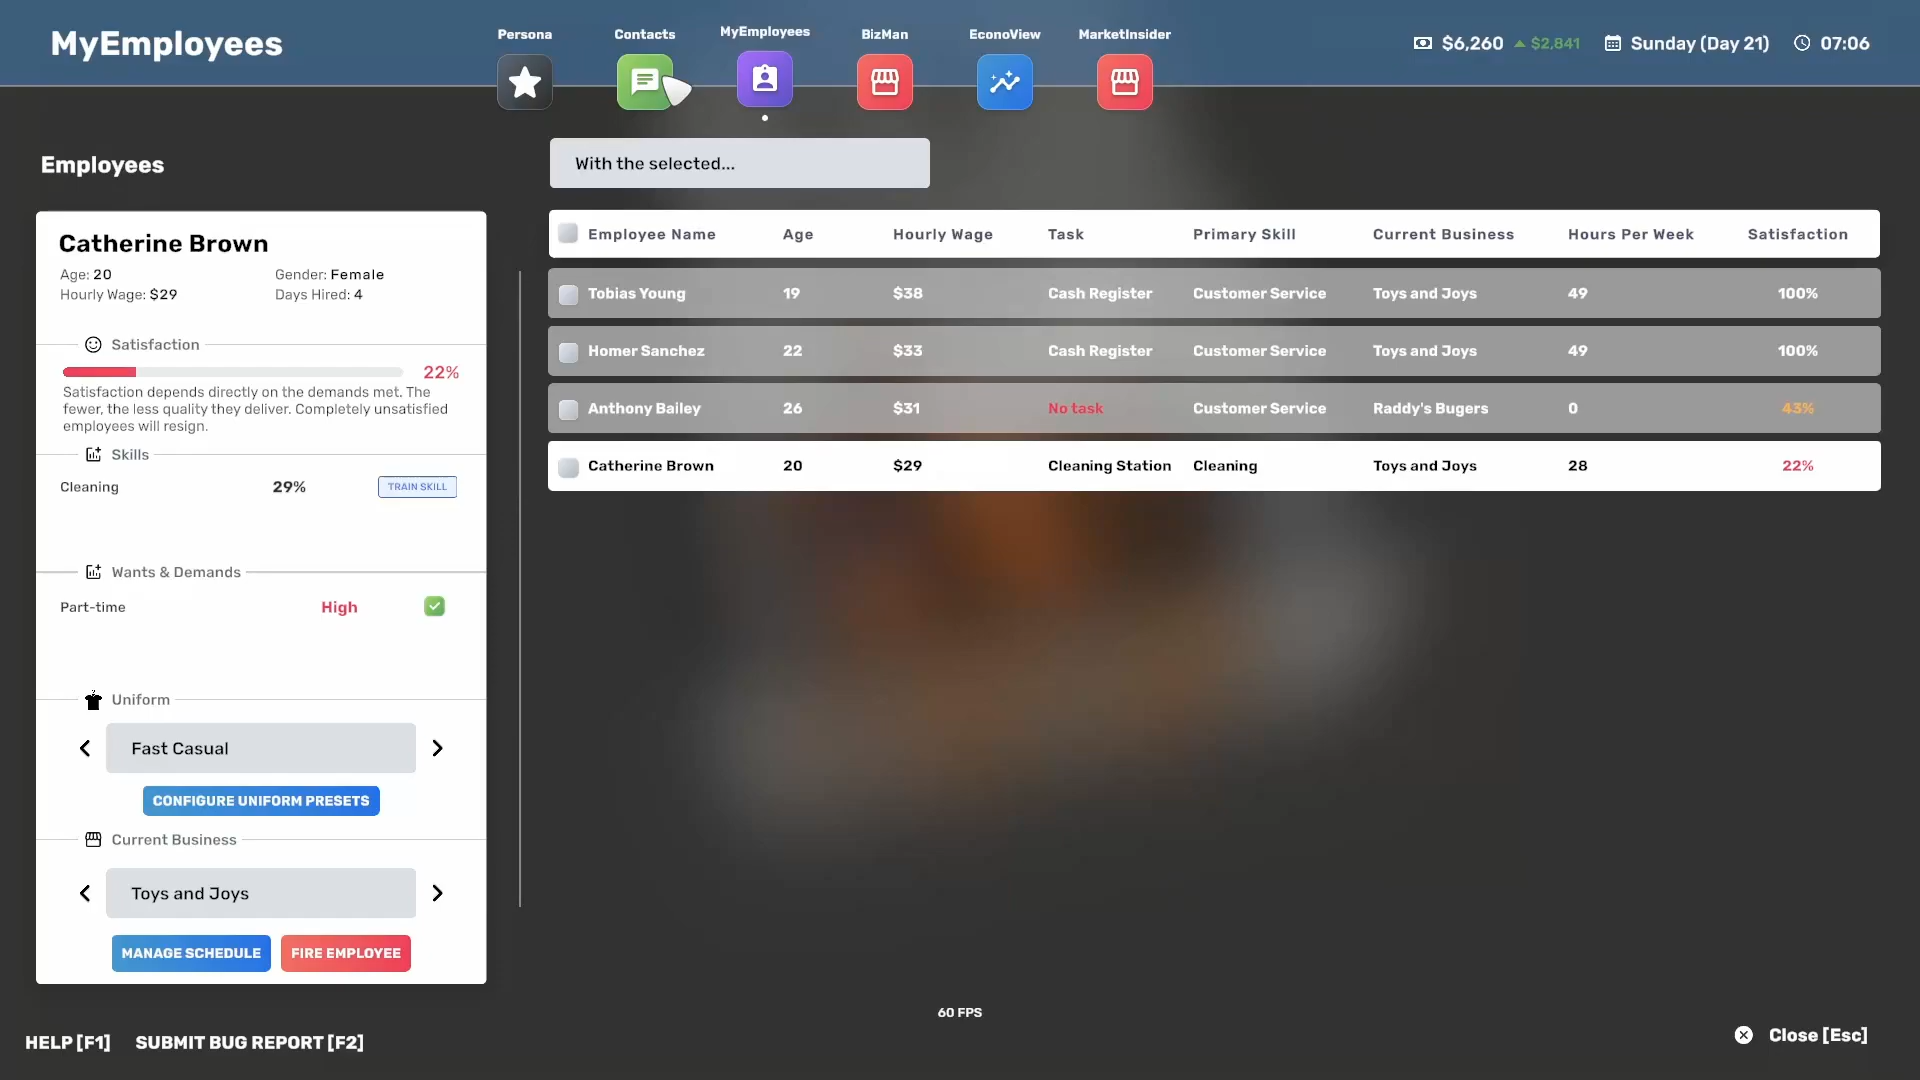 MyEmployees
Persona
Contacts
MyEmployees
BizMan
EconoView
MarketInsider
$6,260 $2,841 Sunday (Day 21) 07:06
Employees
With the selected...
Catherine Brown
Age: 20 Gender: Female
Hourly Wage: $29 Days Hired: 4
Satisfaction
22%
Satisfaction depends directly on the demands met. The
fewer, the less quality they deliver. Completely unsatisfied
employees will resign.
Skills
Cleaning 29% TRAIN SKILL
Wants & Demands
Part-time High
Uniform
Fast Casual
CONFIGURE UNIFORM PRESETS
Current Business
Toys and Joys
MANAGE SCHEDULE FIRE EMPLOYEE
Employee Name Age Hourly Wage Task Primary Skill Current Business Hours Per Week Satisfaction
Tobias Young 19 $38 Cash Register Customer Service Toys and Joys 49 100%
Homer Sanchez 22 $33 Cash Register Customer Service Toys and Joys 49 100%
Anthony Bailey 26 $31 No task Customer Service Raddy's Bugers 0 43%
Catherine Brown 20 $29 Cleaning Station Cleaning Toys and Joys 28 22%
60 FPS
HELP [F1] SUBMIT BUG REPORT [F2]
Close [Esc]